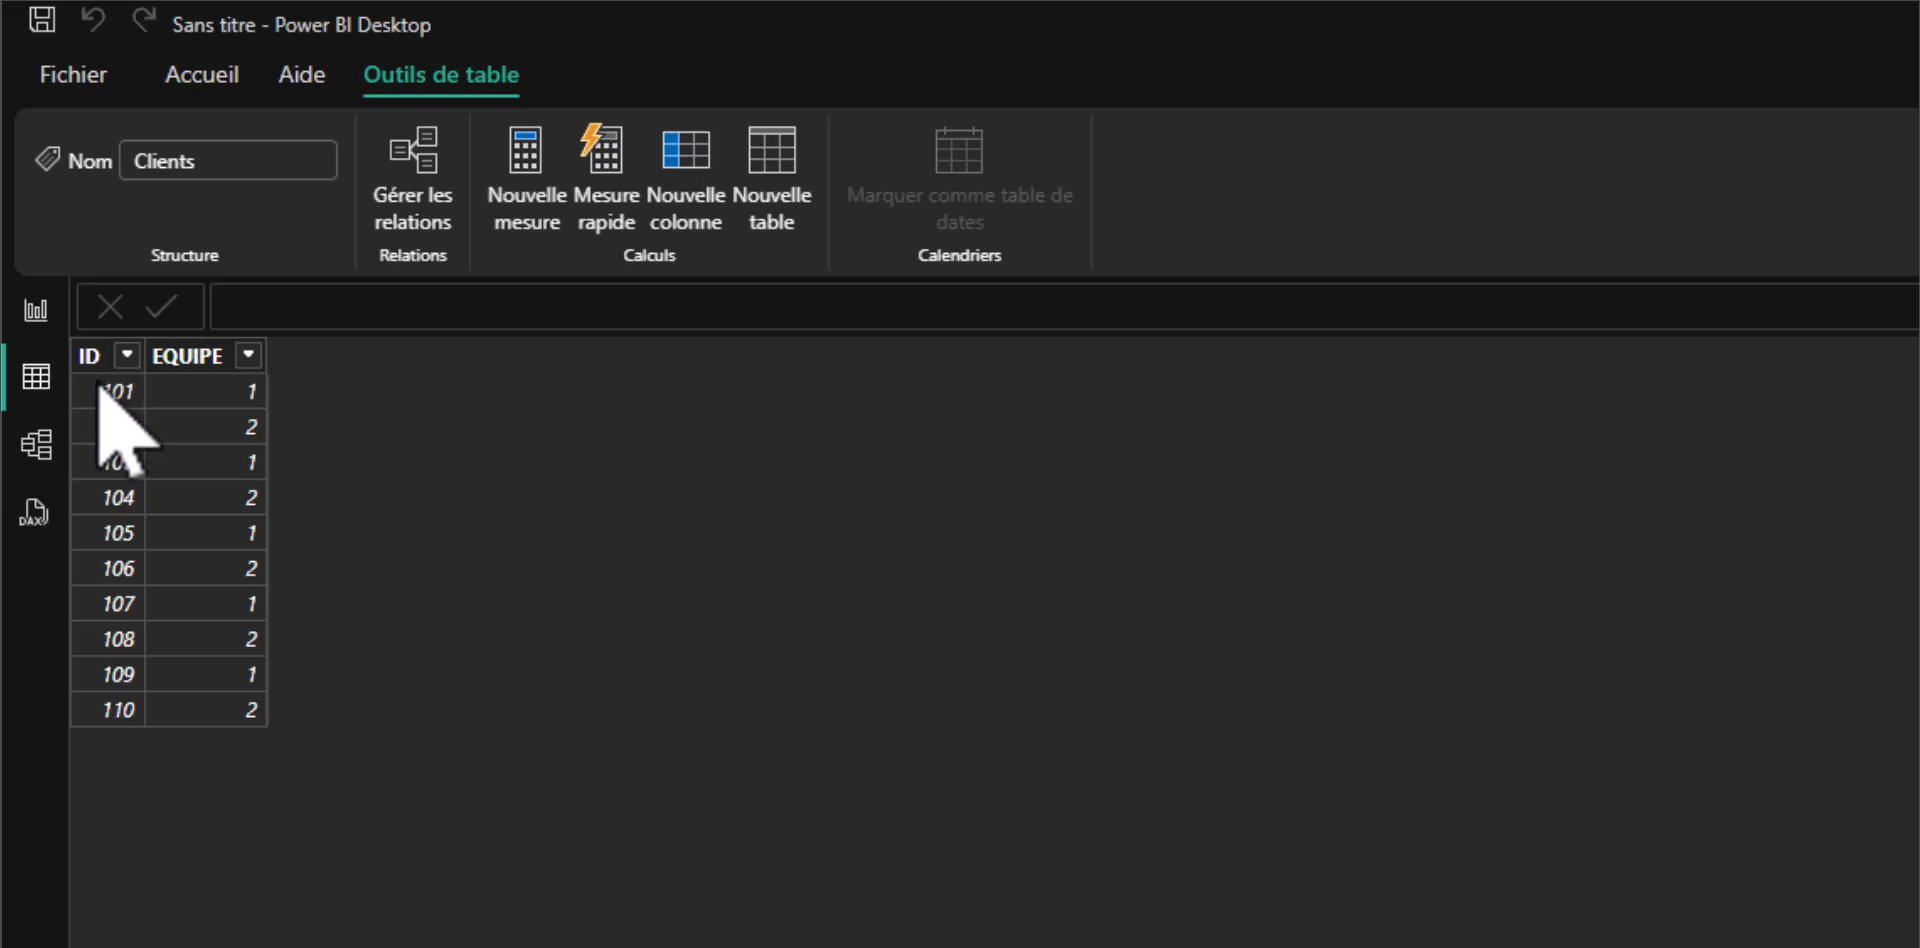 Sans titre - Power BI Desktop
Fichier Accueil Aide Outils de table
Nom Clients
Gérer les relations
Nouvelle mesure
Mesure rapide
Nouvelle colonne
Nouvelle table
Marquer comme table de dates
Structure Relations Calculs Calendriers
DAX
ID EQUIPE
101 1
2
1
104 2
105 1
106 2
107 1
108 2
109 1
110 2